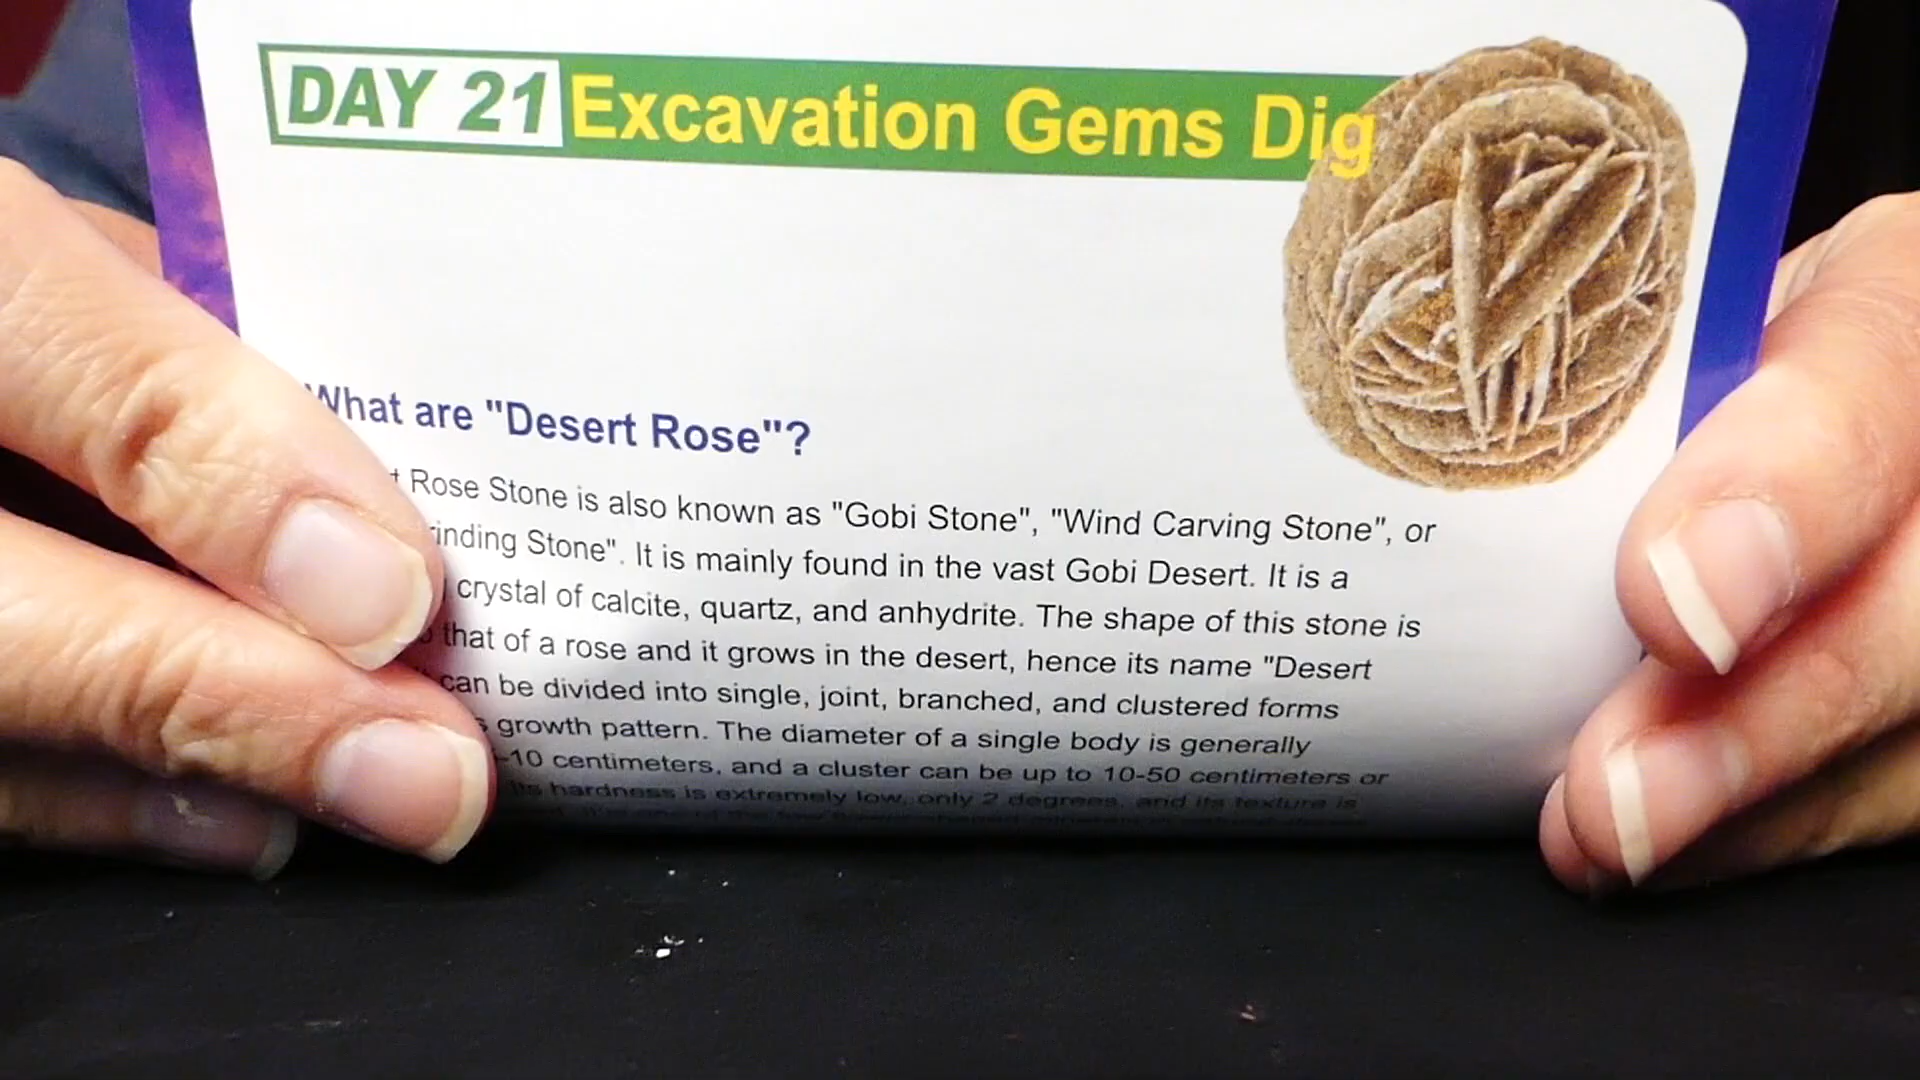 DAY 21 Excavation Gems Dig
What are "Desert Rose"?
Rose Stone is also known as "Gobi Stone", "Wind Carving Stone", or
inding Stone". It is mainly found in the vast Gobi Desert. It is a
crystal of calcite, quartz, and anhydrite. The shape of this stone is
that of a rose and it grows in the desert, hence its name "Desert
can be divided into single, joint, branched, and clustered forms
growth pattern. The diameter of a single body is generally
-10 centimeters, and a cluster can be up to 10-50 centimeters or
Its hardness is extremely low, only 2 degrees, and its texture is